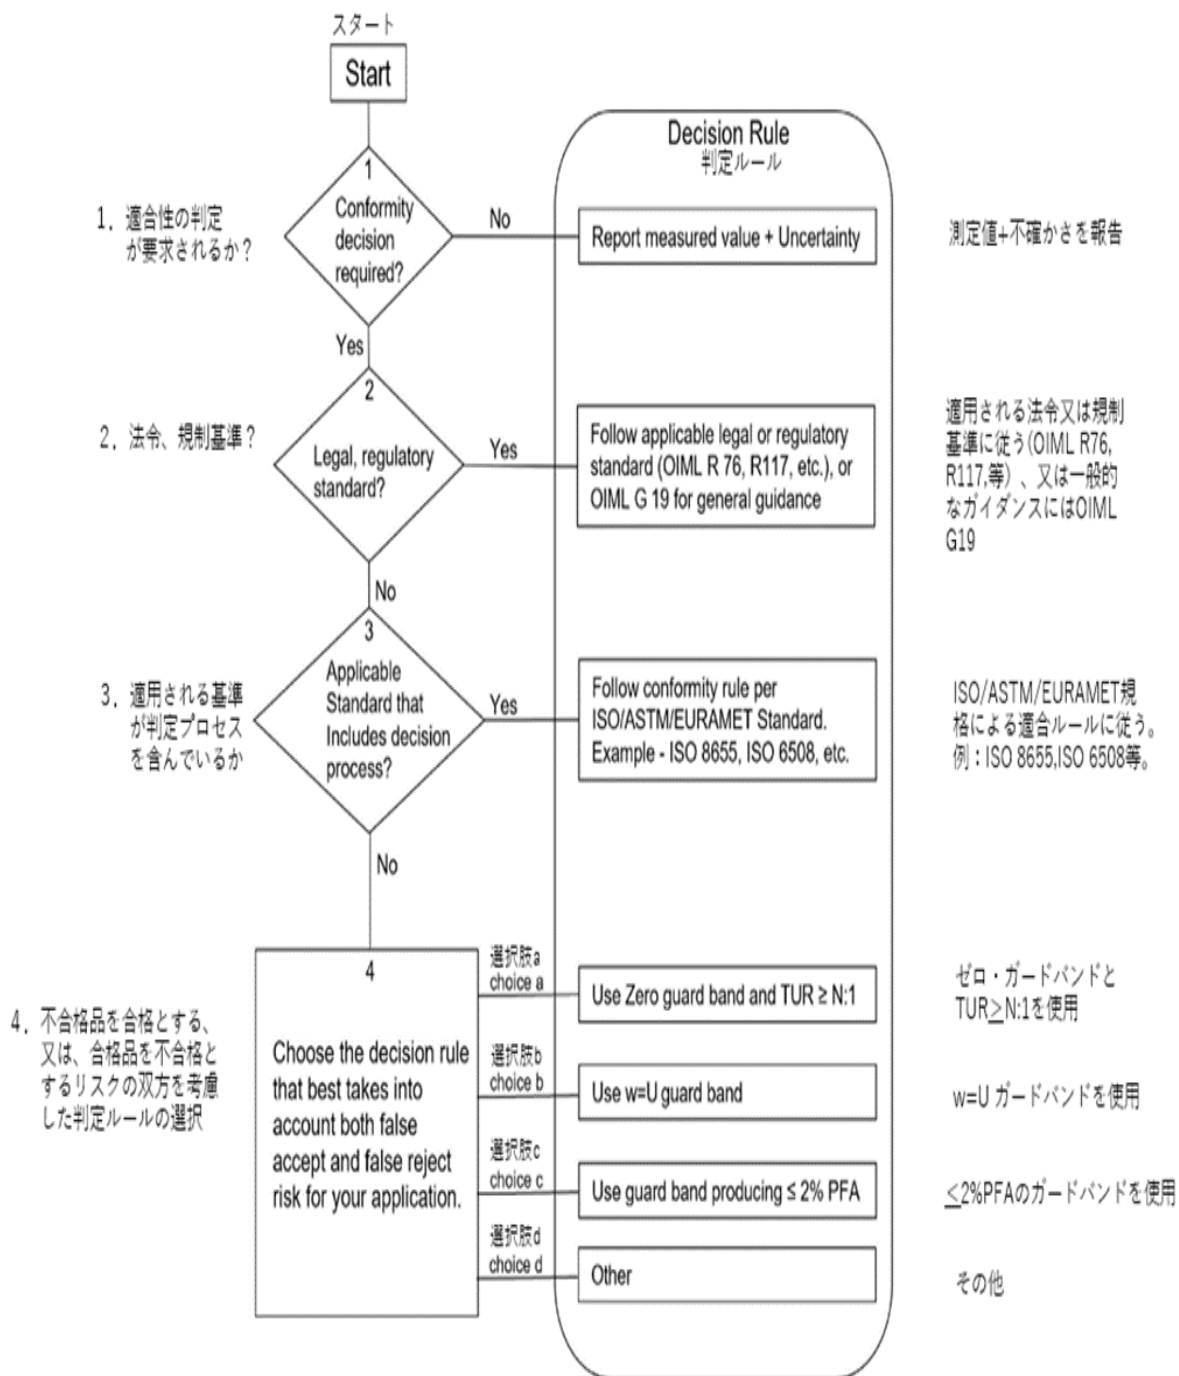 スタート
Start
Decision Rule
判定ルール
1
Conformity
decision
required?
1. 適合性の判定
が要求されるか?
No
Report measured value + Uncertainty
測定値+不確かさを報告
Yes
2
Legal, regulatory
standard?
2. 法令、規制基準?
Yes
Follow applicable legal or regulatory
standard (OIML R 76, R117, etc.), or
OIML G 19 for general guidance
適用される法令又は規制
基準に従う(OIML R76,
R117,等)、又は一般的
なガイダンスにはOIML
G19
No
3
Applicable
Standard that
Includes decision
process?
3. 適用される基準
が判定プロセス
を含んでいるか
Yes
Follow conformity rule per
ISO/ASTM/EURAMET Standard.
Example - ISO 8655, ISO 6508, etc.
ISO/ASTM/EURAMET規
格による適合ルールに従う。
例:ISO 8655,ISO 6508等。
No
4
Choose the decision rule
that best takes into
account both false
accept and false reject
risk for your application.
4. 不合格品を合格とする、
又は、合格品を不合格と
するリスクの双方を考慮
した判定ルールの選択
選択肢a
choice a
Use Zero guard band and TUR ≥ N:1
ゼロ・ガードバンドと
TUR≥N:1を使用
選択肢b
choice b
Use w=U guard band
w=U ガードバンドを使用
選択肢c
choice c
Use guard band producing ≤ 2% PFA
≤2%PFAのガードバンドを使用
選択肢d
choice d
Other
その他